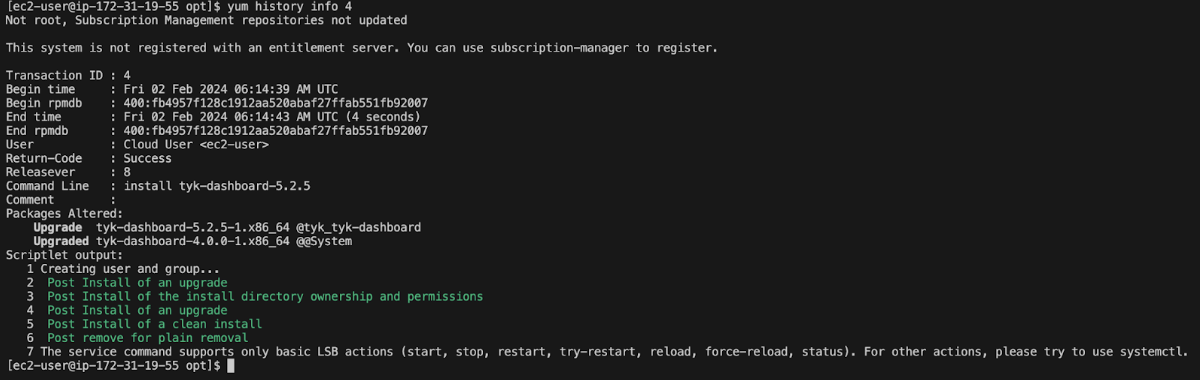 [ec2-user@ip-172-31-19-55 opt]$ yum history info 4
Not root, Subscription Management repositories not updated
This system is not registered with an entitlement server. You can use subscription-manager to register.
Transaction ID : 4
Begin time     : Fri 02 Feb 2024 06:14:39 AM UTC
Begin rpmdb    : 400:fb4957f128c1912aa520abaf27ffab551fb92007
End time       : Fri 02 Feb 2024 06:14:43 AM UTC (4 seconds)
End rpmdb      : 400:fb4957f128c1912aa520abaf27ffab551fb92007
User           : Cloud User <ec2-user>
Return-Code    : Success
Releasever     : 8
Command Line   : install tyk-dashboard-5.2.5
Comment        :
Packages Altered:
    Upgrade  tyk-dashboard-5.2.5-1.x86_64 @tyk_tyk-dashboard
    Upgraded tyk-dashboard-4.0.0-1.x86_64 @@System
Scriptlet output:
   1 Creating user and group...
   2  Post Install of an upgrade
   3  Post Install of the install directory ownership and permissions
   4  Post Install of an upgrade
   5  Post Install of a clean install
   6  Post remove for plain removal
   7 The service command supports only basic LSB actions (start, stop, restart, try-restart, reload, force-reload, status). For other actions, please try to use systemctl.
[ec2-user@ip-172-31-19-55 opt]$